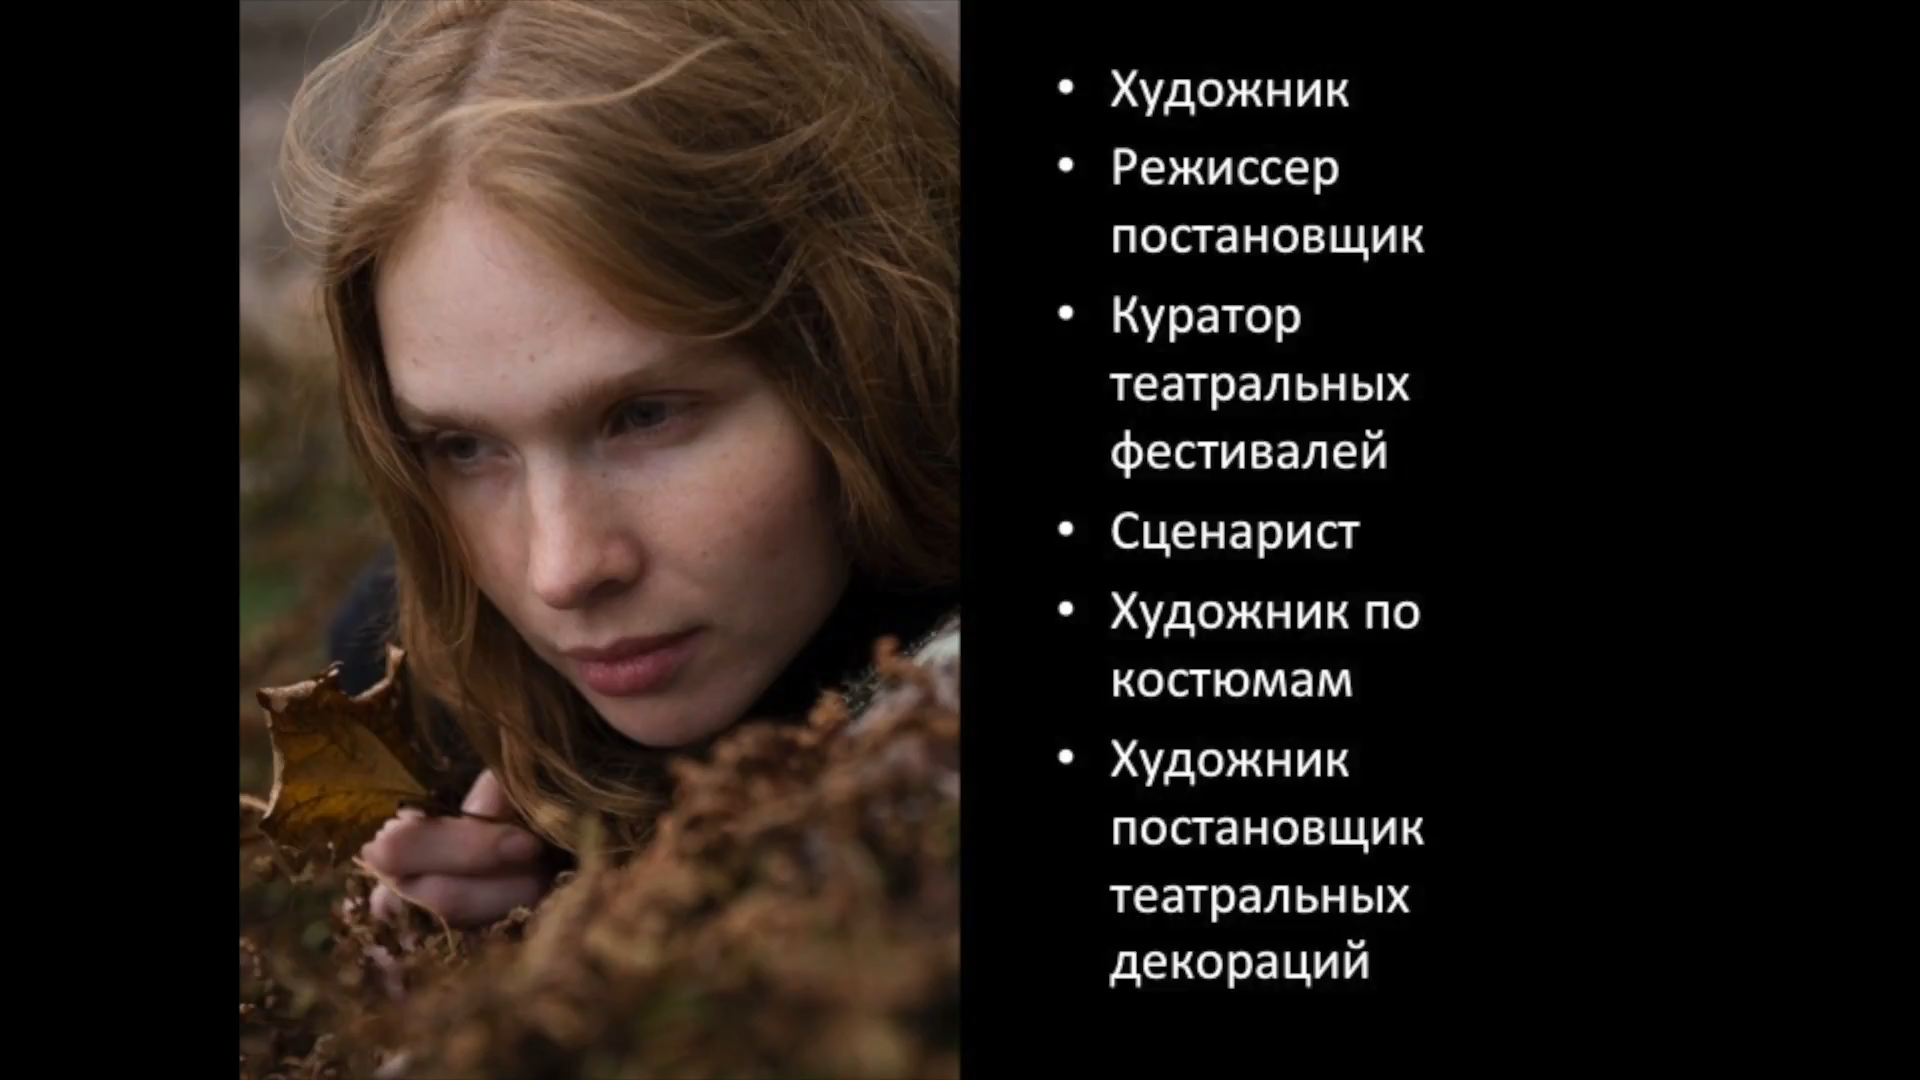 • Художник
• Режиссер
постановщик
• Куратор
театральных
фестивалей
• Сценарист
• Художник по
костюмам
• Художник
постановщик
театральных
декораций